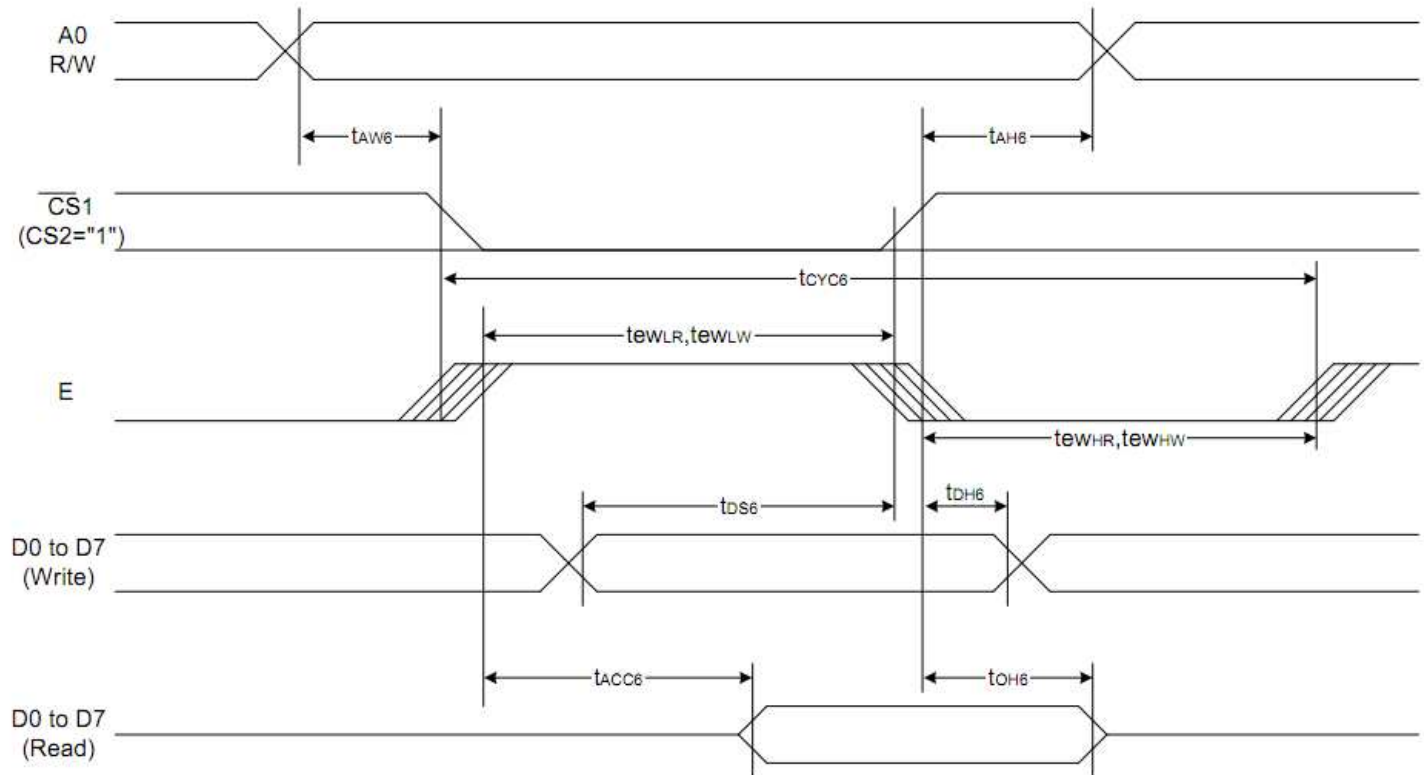 A0
R/W
tAW6
tAH6
CS1
(CS2="1")
tCYC6
tewLR,tewLW
E
tewHR,tewHW
tDS6
tDH6
D0 to D7
(Write)
tACC6
tOH6
D0 to D7
(Read)